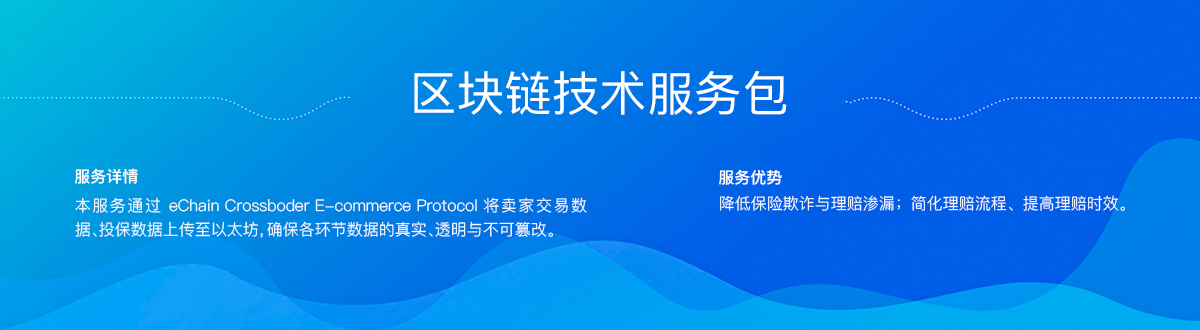 区块链技术服务包
服务详情
本服务通过 eChain Crossboder E-commerce Protocol 将卖家交易数
据、投保数据上传至以太坊,确保各环节数据的真实、透明与不可篡改。
服务优势
降低保险欺诈与理赔渗漏；简化理赔流程、提高理赔时效。